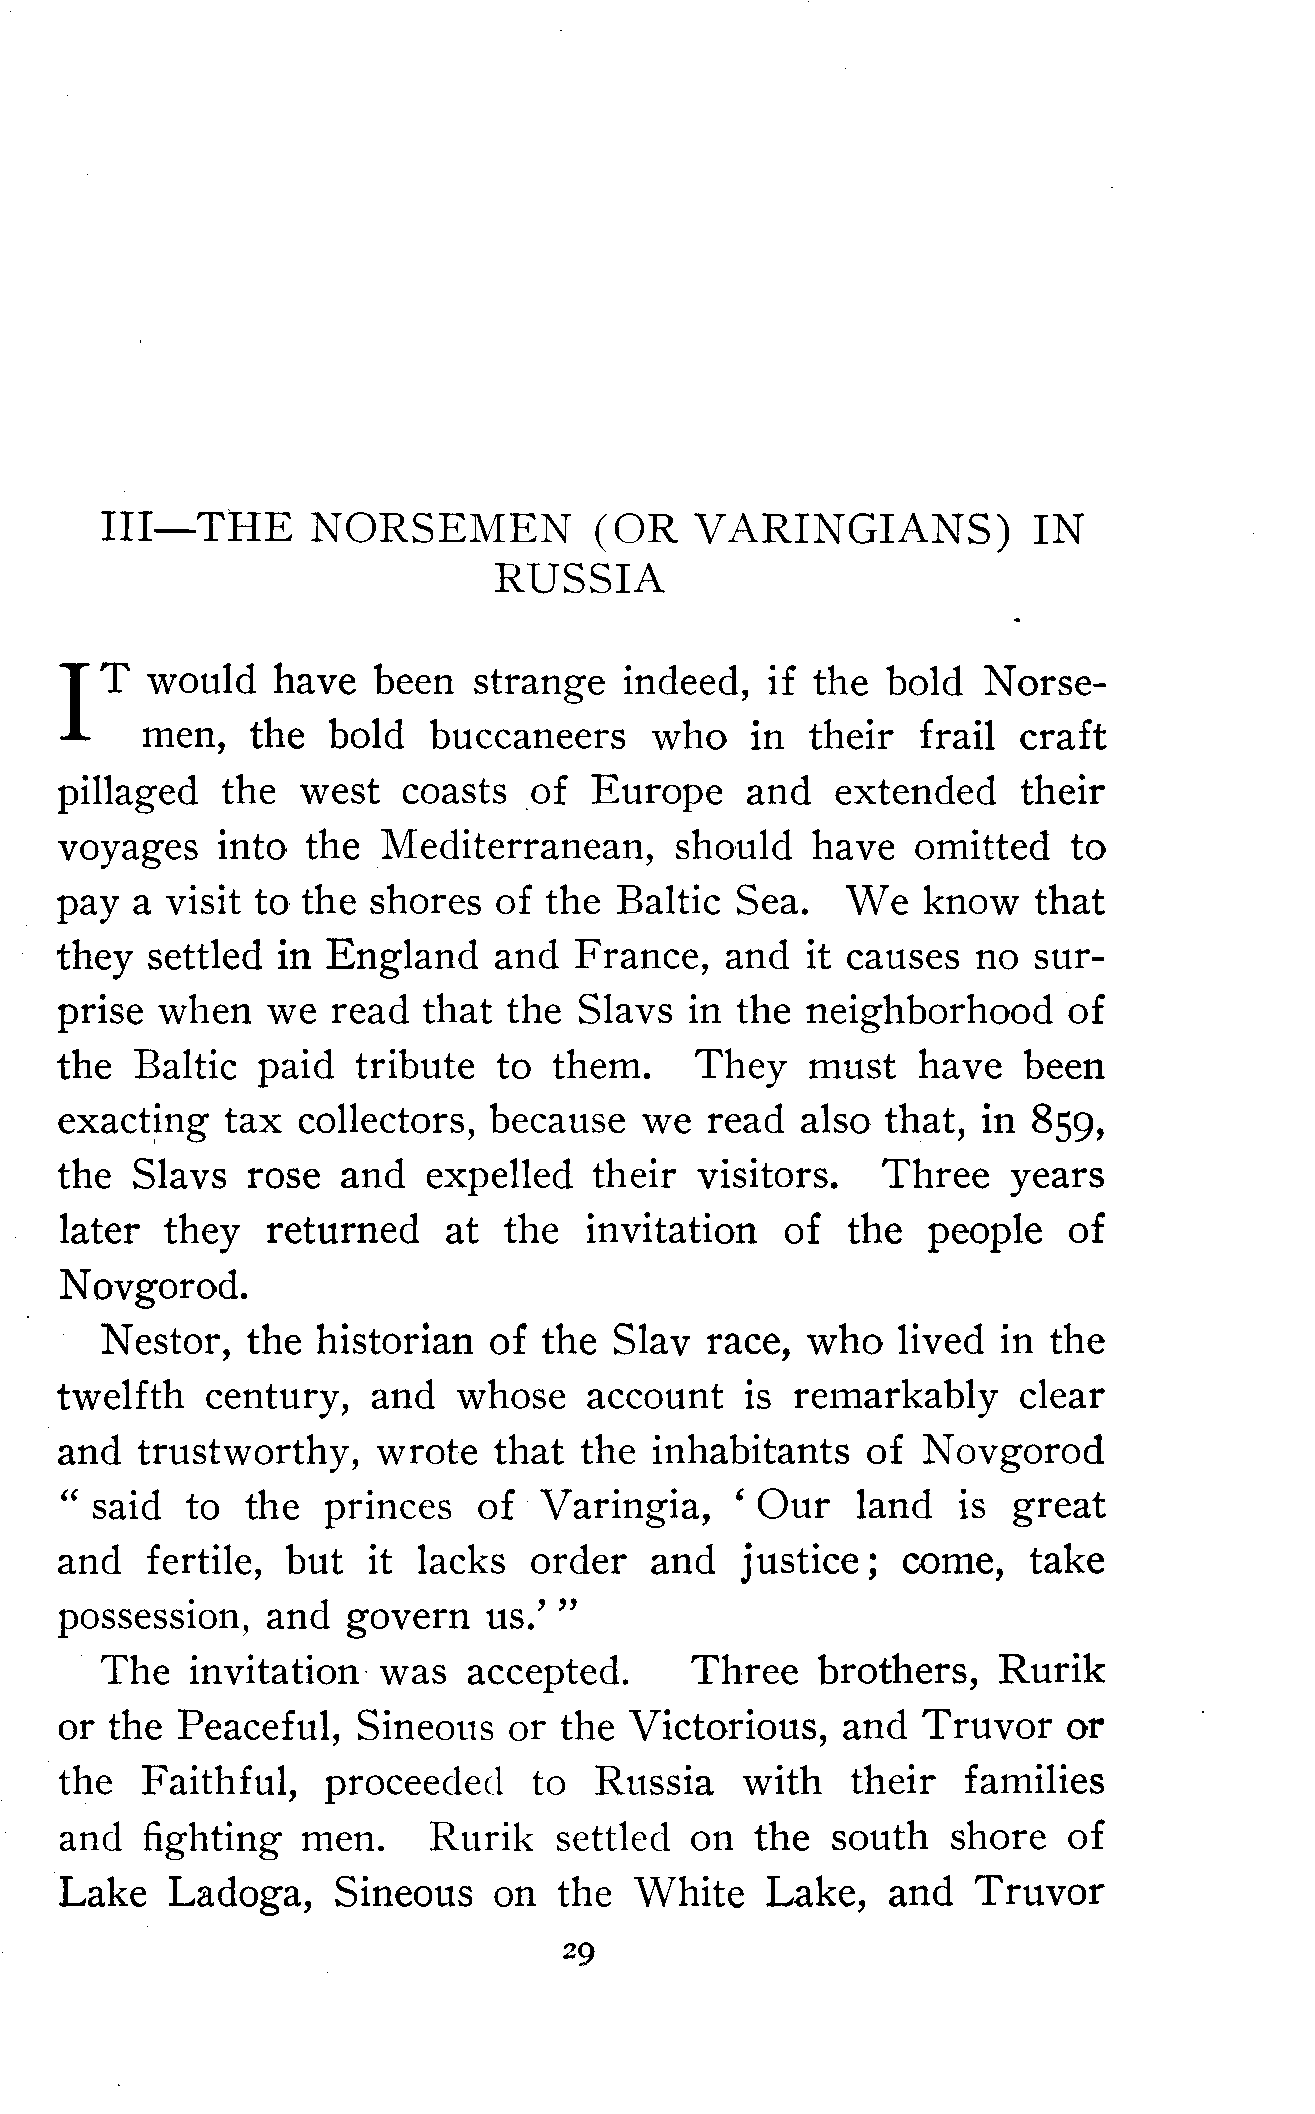 III—THE NORSEMEN (OR VARINGIANS) IN
RUSSIA
IT would have been strange indeed, if the bold Norse-
men, the bold buccaneers who in their frail craft
pillaged the west coasts of Europe and extended their
voyages into the Mediterranean, should have omitted to
pay a visit to the shores of the Baltic Sea. We know that
they settled in England and France, and it causes no sur-
prise when we read that the Slavs in the neighborhood of
the Baltic paid tribute to them. They must have been
exacting tax collectors, because we read also that, in 859,
the Slavs rose and expelled their visitors. Three years
later they returned at the invitation of the people of
Novgorod.
Nestor, the historian of the Slav race, who lived in the
twelfth century, and whose account is remarkably clear
and trustworthy, wrote that the inhabitants of Novgorod
“ said to the princes of Varingia, ‘ Our land is great
and fertile, but it lacks order and justice; come, take
possession, and govern us.’ ”
The invitation was accepted. Three brothers, Rurik
or the Peaceful, Sineous or the Victorious, and Truvor or
the Faithful, proceeded to Russia with their families
and fighting men. Rurik settled on the south shore of
Lake Ladoga, Sineous on the White Lake, and Truvor
29